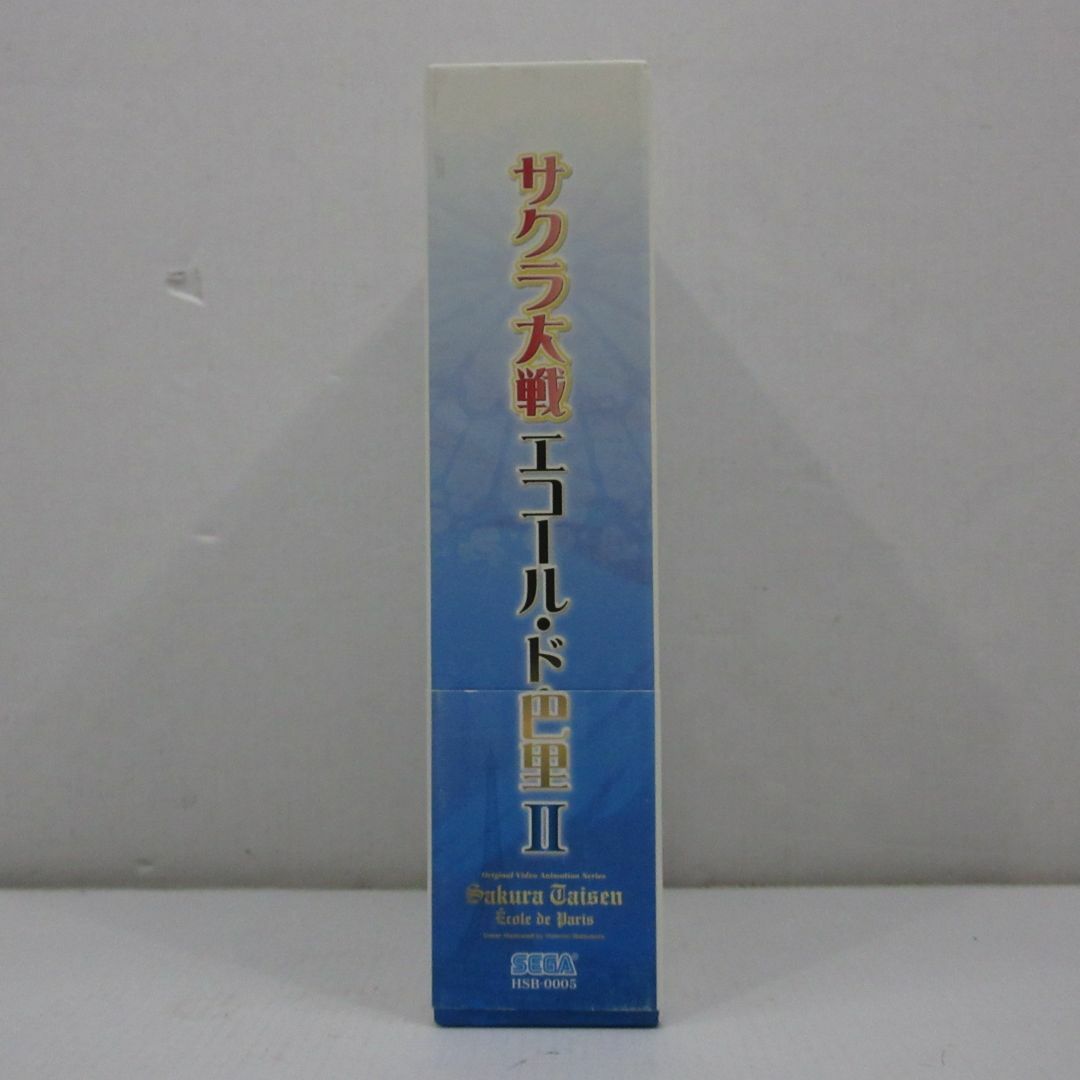 サクラ大戦
エコール・ド・巴里
II
Original Video Animation Series
Sakura Taisen
École de Paris
SEGA
HSB-0005